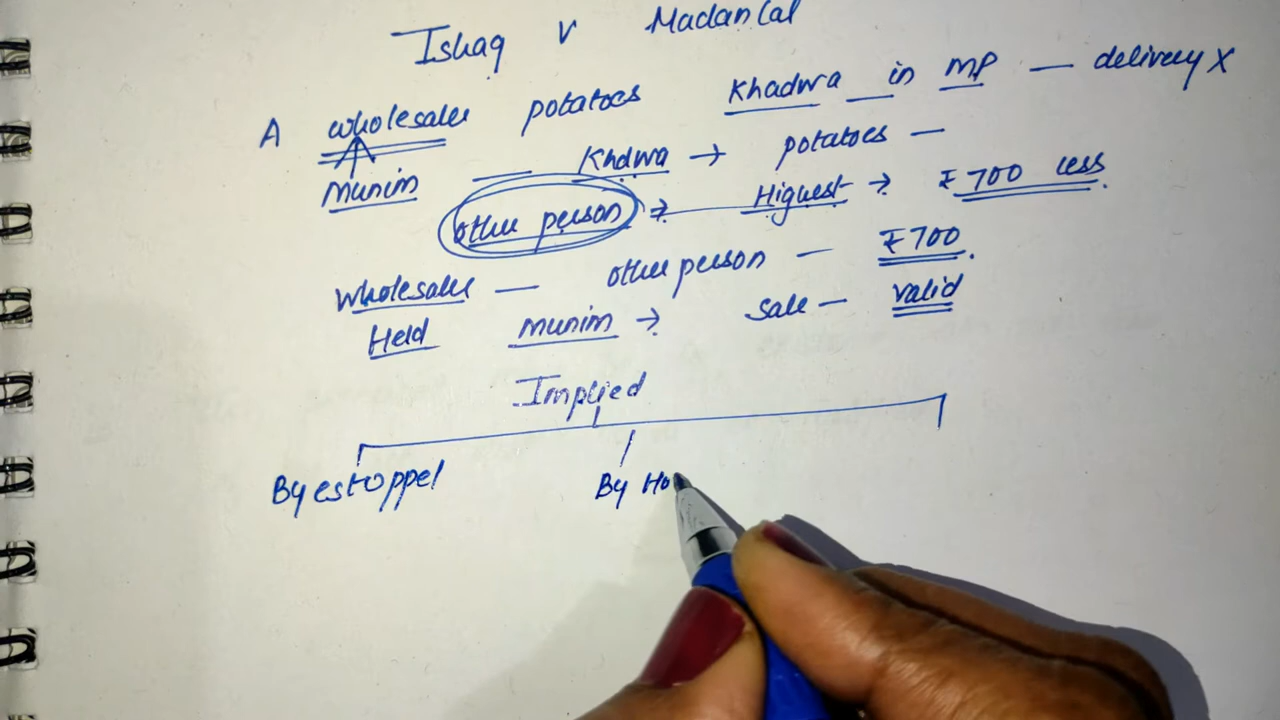 Ishaq v Madanlal
A wholesaler potatoes Khadwa in MP — delivery X
munim — Khdwa → potatoes —
other person → Highest → ₹700 less.
wholesaler — other person — ₹700.
Held munim → sale — valid
Implied
By estoppel By Ho